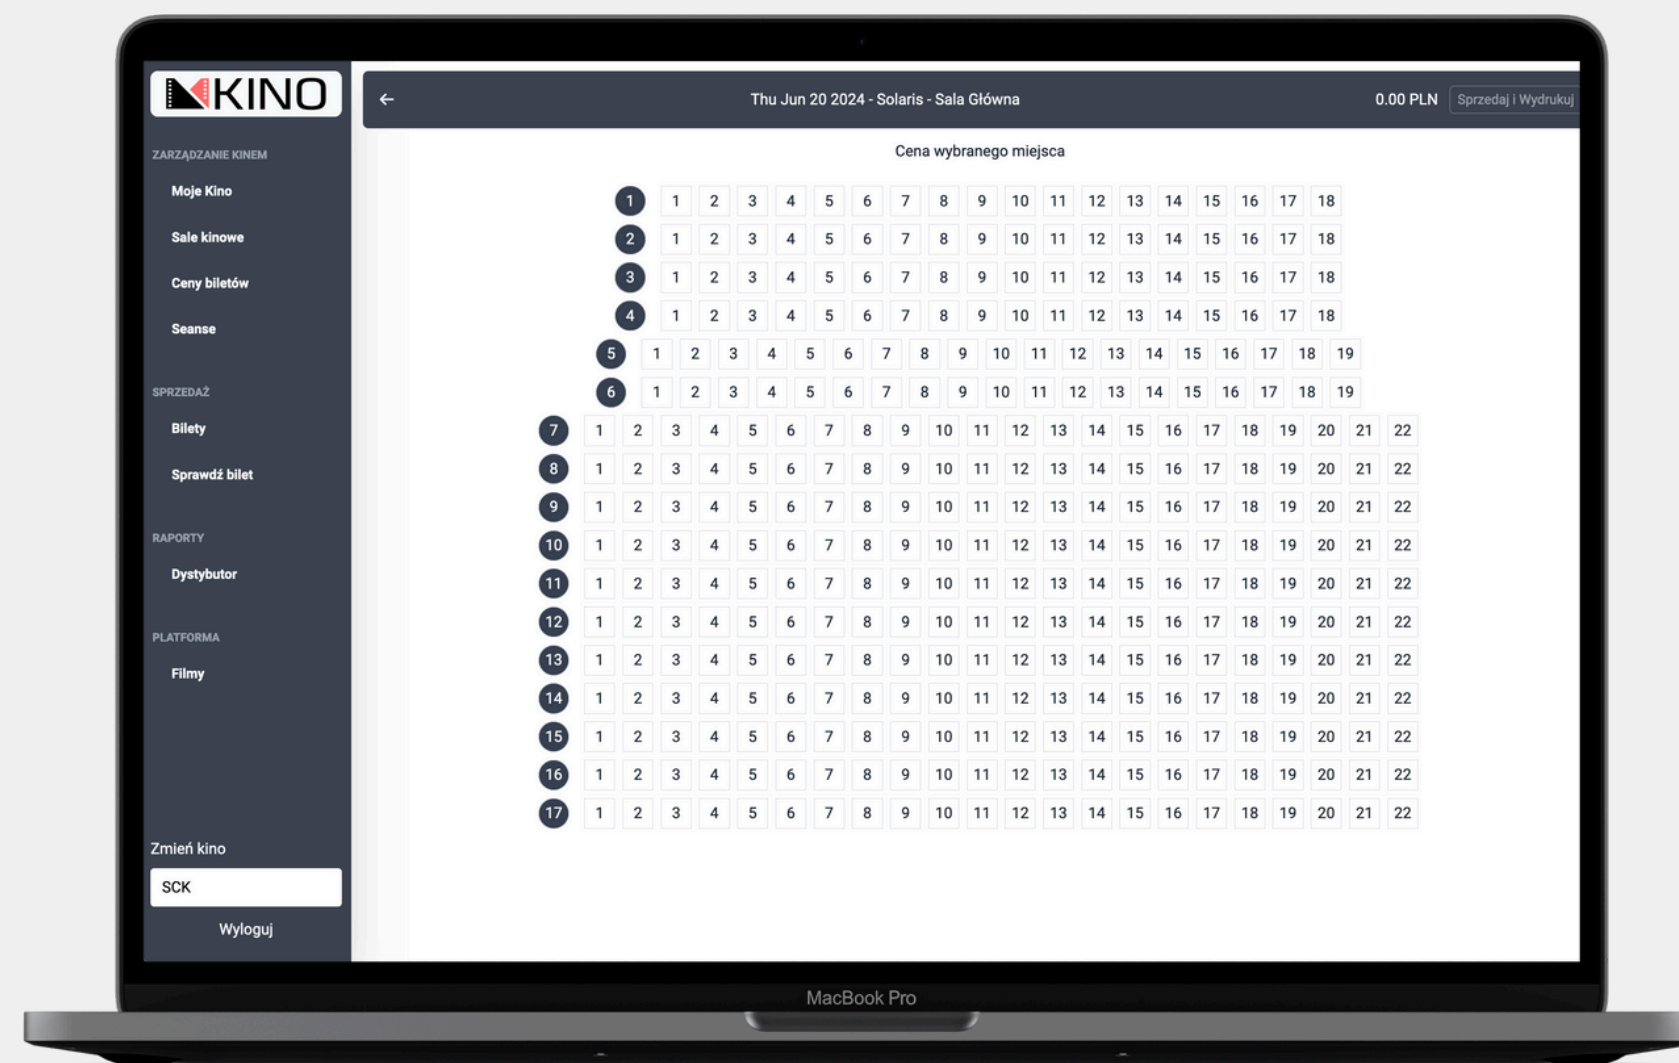 KINO
ZARZĄDZANIE KINEM
Moje Kino
Sale kinowe
Ceny biletów
Seanse
SPRZEDAŻ
Bilety
Sprawdź bilet
RAPORTY
Dystybutor
PLATFORMA
Filmy
Zmień kino
SCK
Wyloguj
← Thu Jun 20 2024 - Solaris - Sala Główna 0.00 PLN Sprzedaj i Wydrukuj
Cena wybranego miejsca
1 1 2 3 4 5 6 7 8 9 10 11 12 13 14 15 16 17 18
2 1 2 3 4 5 6 7 8 9 10 11 12 13 14 15 16 17 18
3 1 2 3 4 5 6 7 8 9 10 11 12 13 14 15 16 17 18
4 1 2 3 4 5 6 7 8 9 10 11 12 13 14 15 16 17 18
5 1 2 3 4 5 6 7 8 9 10 11 12 13 14 15 16 17 18 19
6 1 2 3 4 5 6 7 8 9 10 11 12 13 14 15 16 17 18 19
7 1 2 3 4 5 6 7 8 9 10 11 12 13 14 15 16 17 18 19 20 21 22
8 1 2 3 4 5 6 7 8 9 10 11 12 13 14 15 16 17 18 19 20 21 22
9 1 2 3 4 5 6 7 8 9 10 11 12 13 14 15 16 17 18 19 20 21 22
10 1 2 3 4 5 6 7 8 9 10 11 12 13 14 15 16 17 18 19 20 21 22
11 1 2 3 4 5 6 7 8 9 10 11 12 13 14 15 16 17 18 19 20 21 22
12 1 2 3 4 5 6 7 8 9 10 11 12 13 14 15 16 17 18 19 20 21 22
13 1 2 3 4 5 6 7 8 9 10 11 12 13 14 15 16 17 18 19 20 21 22
14 1 2 3 4 5 6 7 8 9 10 11 12 13 14 15 16 17 18 19 20 21 22
15 1 2 3 4 5 6 7 8 9 10 11 12 13 14 15 16 17 18 19 20 21 22
16 1 2 3 4 5 6 7 8 9 10 11 12 13 14 15 16 17 18 19 20 21 22
17 1 2 3 4 5 6 7 8 9 10 11 12 13 14 15 16 17 18 19 20 21 22
MacBook Pro